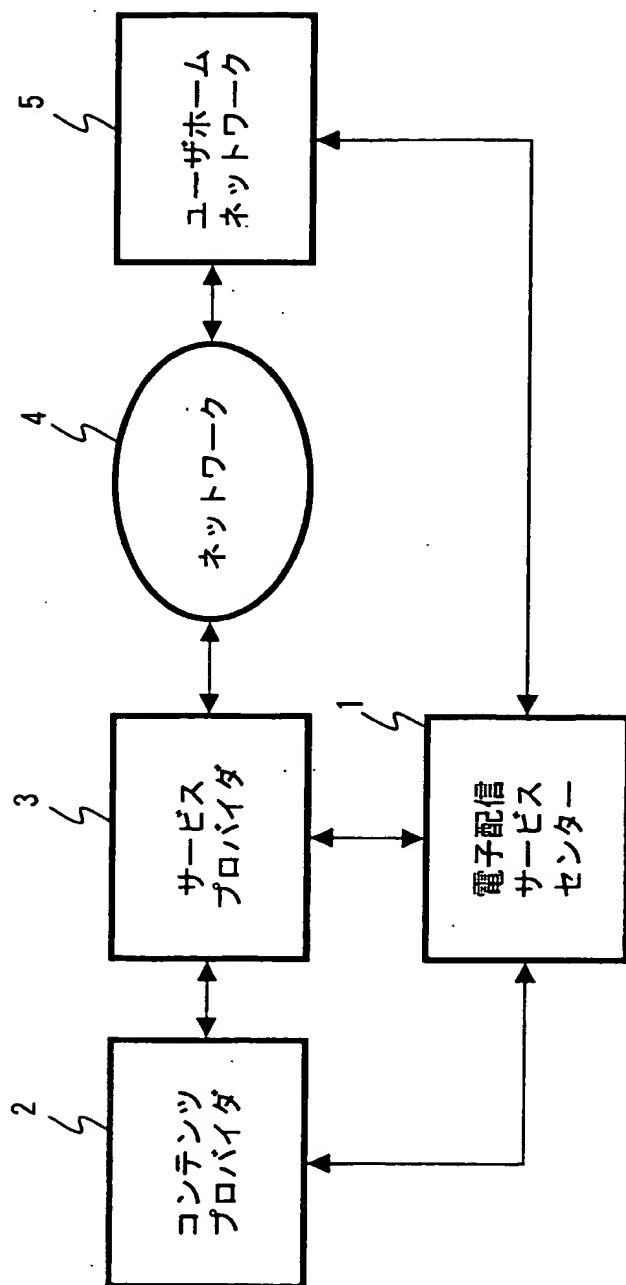 2
コンテンツ
プロバイダ
3
サービス
プロバイダ
4
ネットワーク
5
ユーザホーム
ネットワーク
1
電子配信
サービス
センター